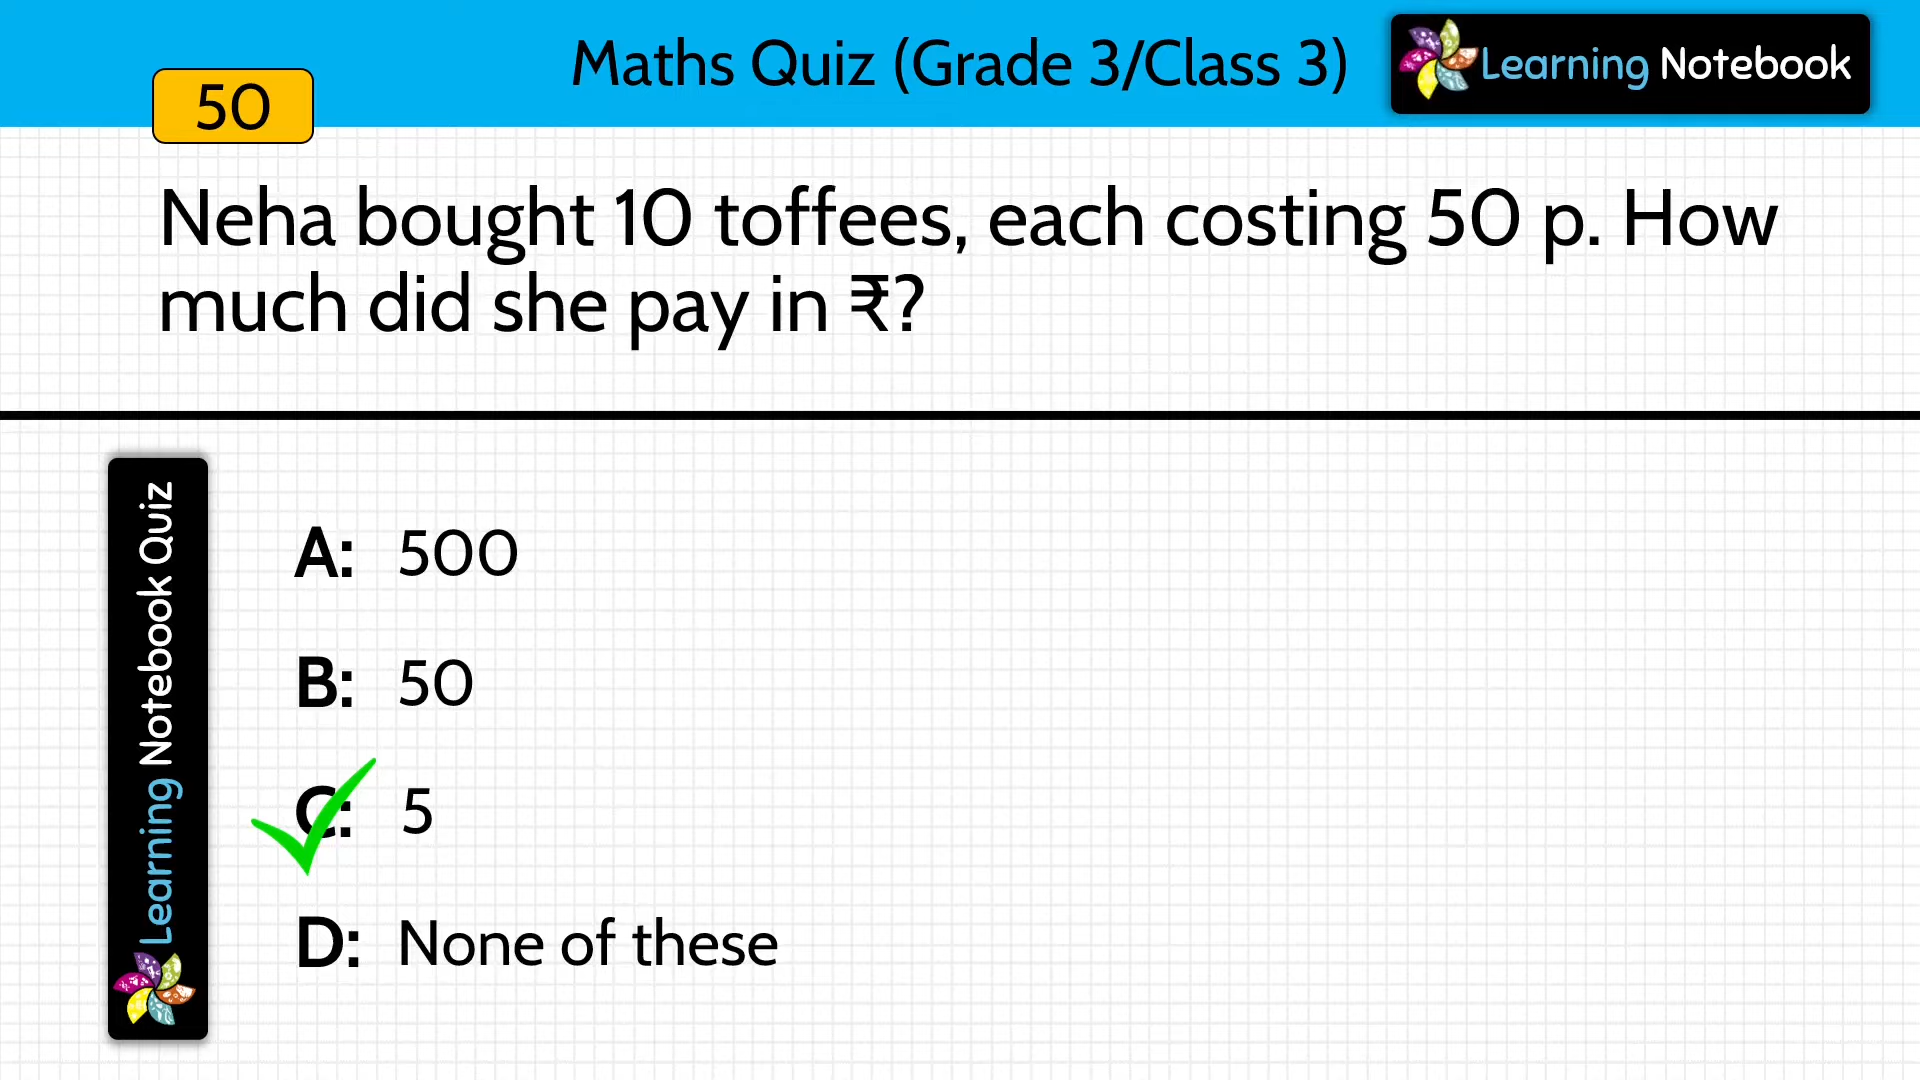 Maths Quiz (Grade 3/Class 3)
Learning Notebook
50
Neha bought 10 toffees, each costing 50 p. How
much did she pay in ₹?
Learning Notebook Quiz
A: 500
B: 50
C: 5
D: None of these